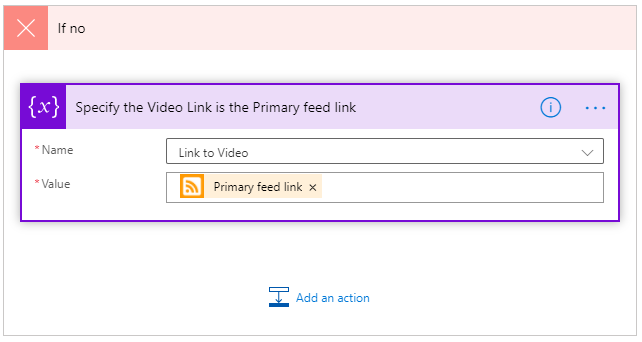 If no
{x} Specify the Video Link is the Primary feed link
* Name Link to Video
* Value Primary feed link ×
Add an action